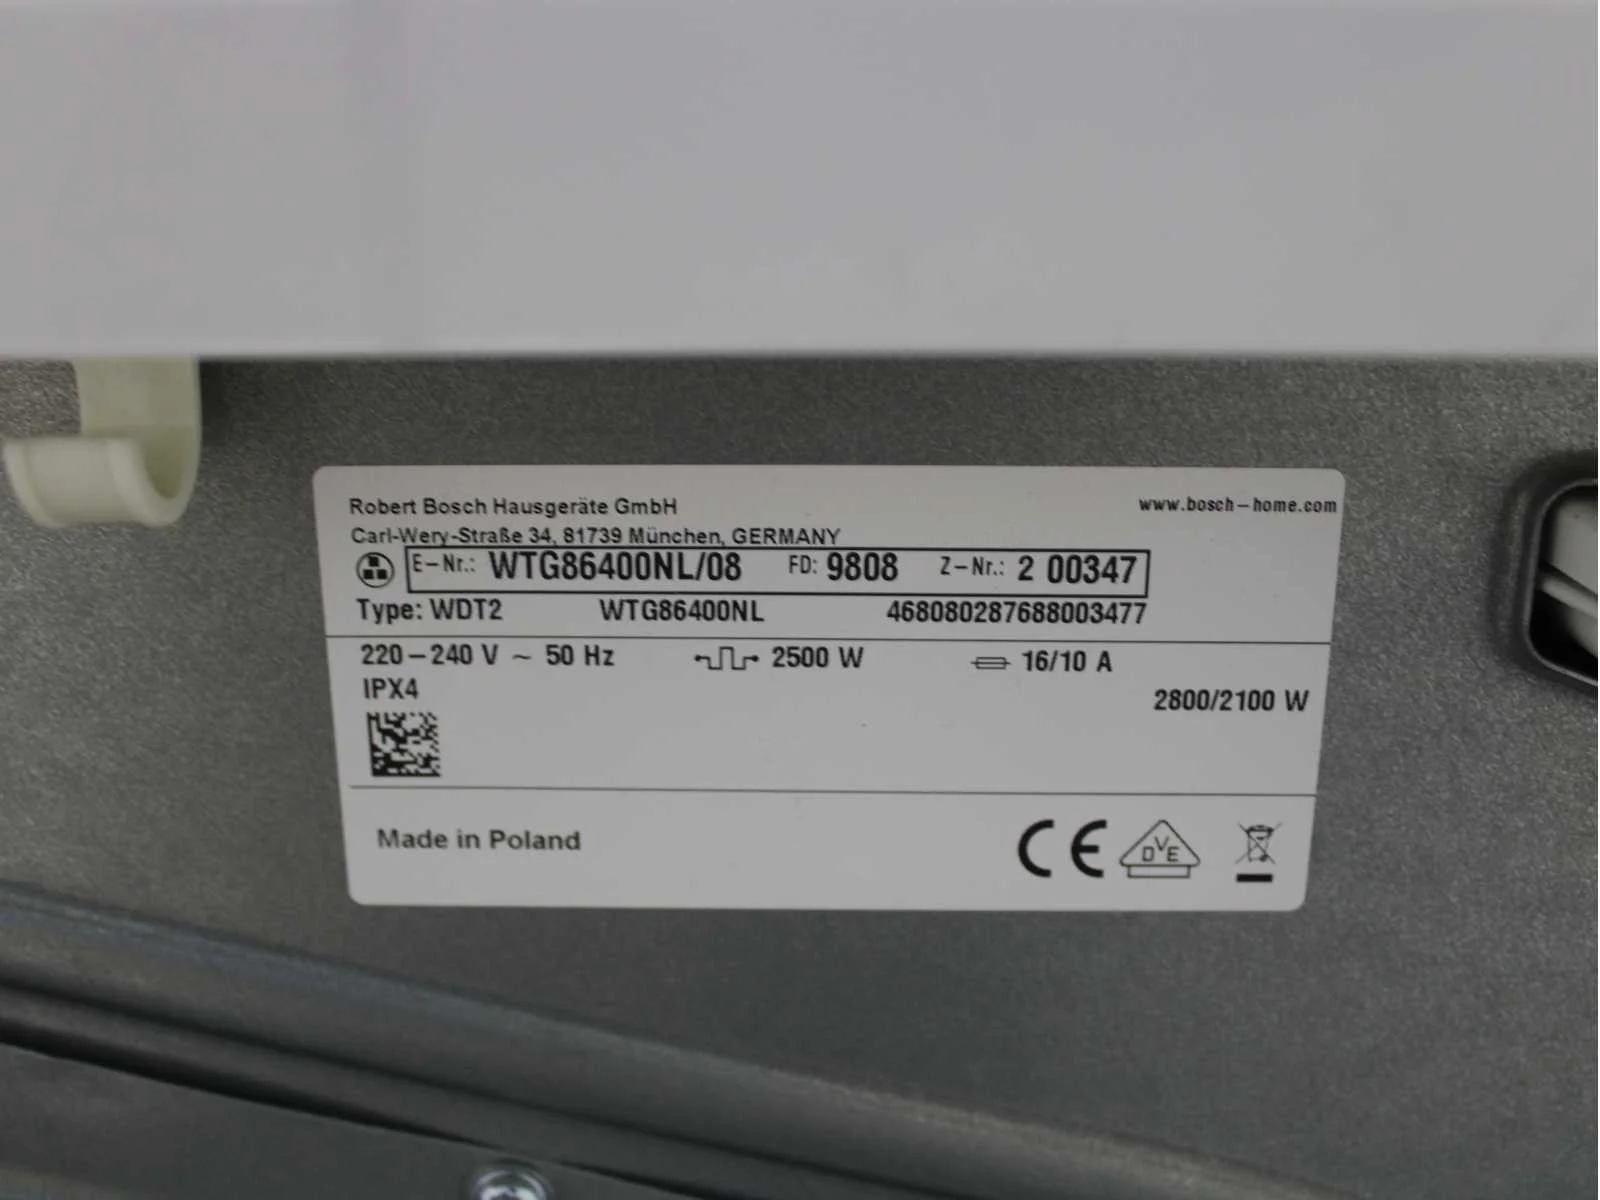 Robert Bosch Hausgeräte GmbH www.bosch-home.com
Carl-Wery-Straße 34, 81739 München, GERMANY
E-Nr.: WTG86400NL/08 FD: 9808 Z-Nr.: 2 00347
Type: WDT2 WTG86400NL 468080287688003477
220-240 V ~ 50 Hz 2500 W 16/10 A
IPX4 2800/2100 W
Made in Poland CE DVE